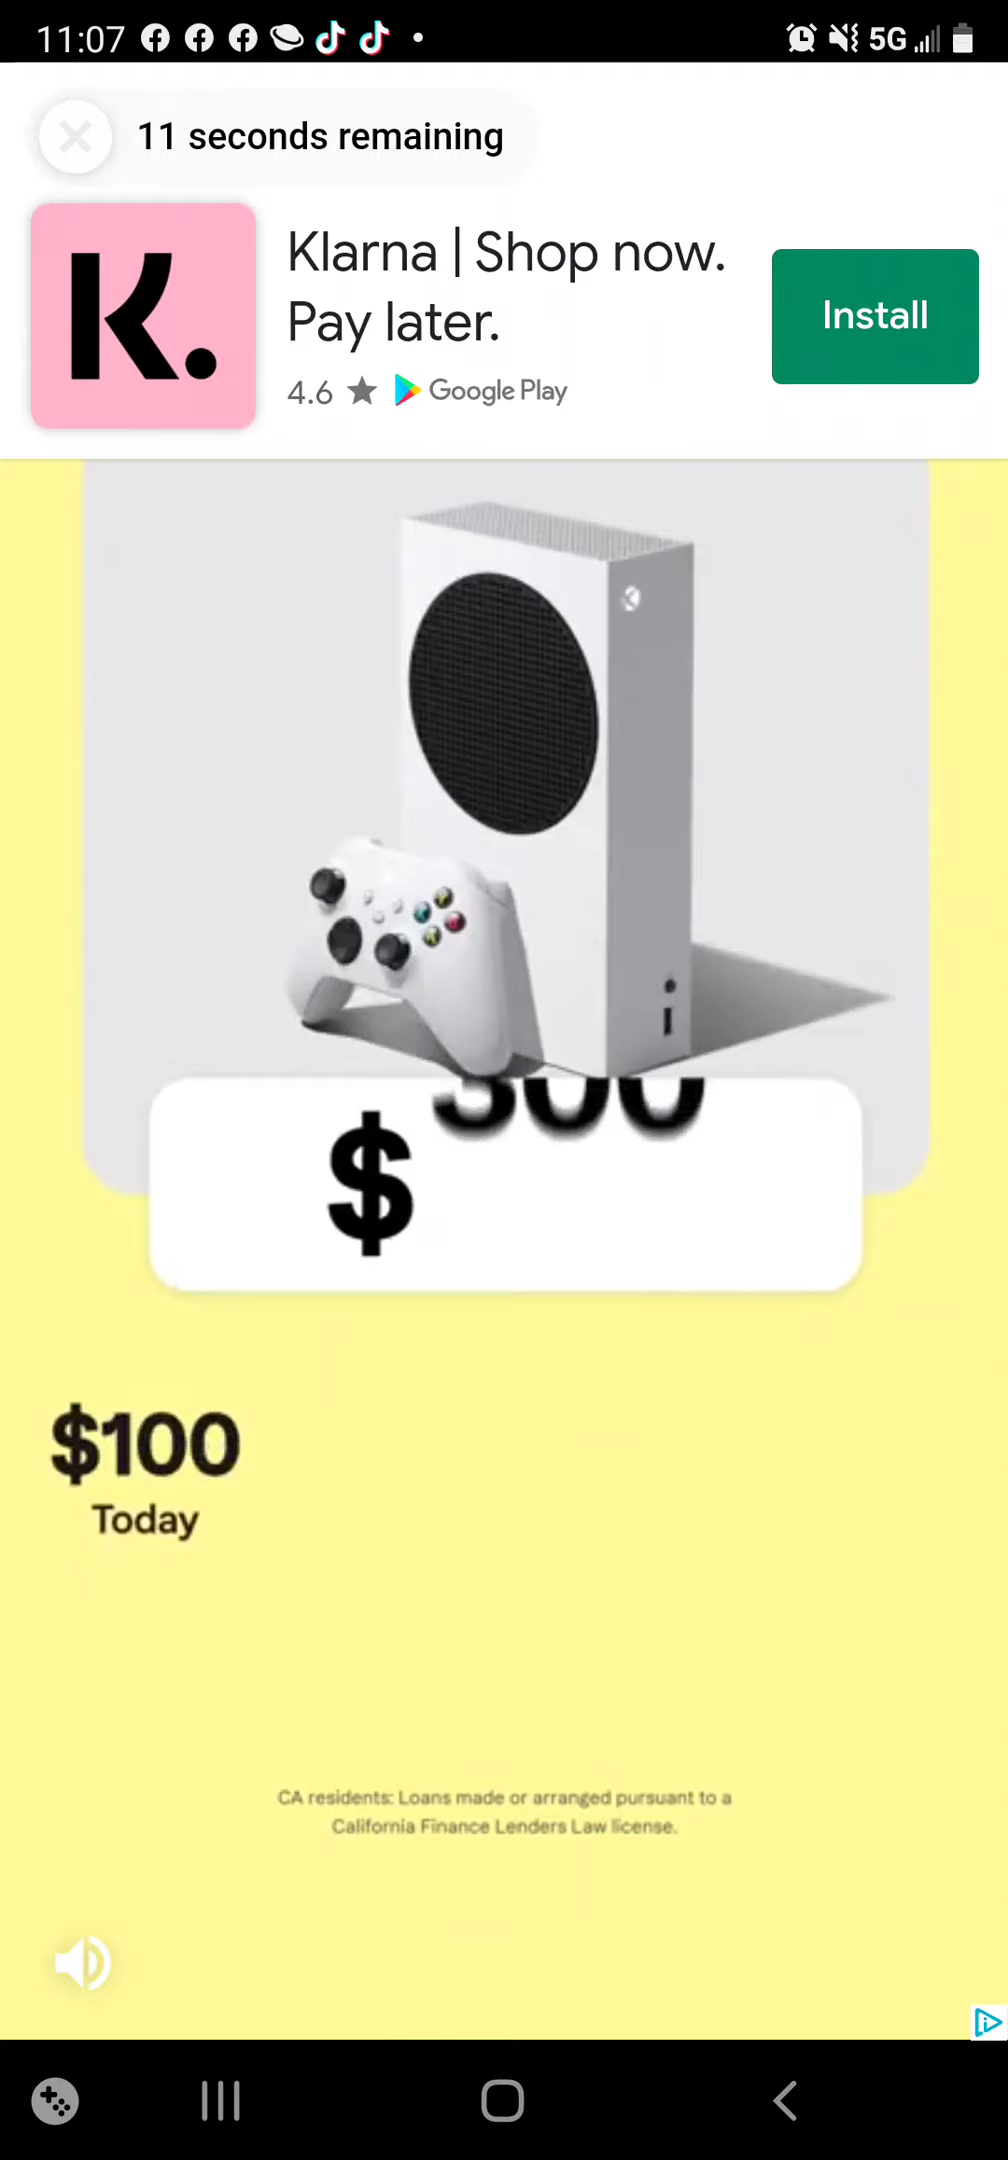 11:07
5G
11 seconds remaining
K.
Klarna | Shop now.
Pay later.
4.6 ★ Google Play
Install
$
$100
Today
CA residents: Loans made or arranged pursuant to a
California Finance Lenders Law license.